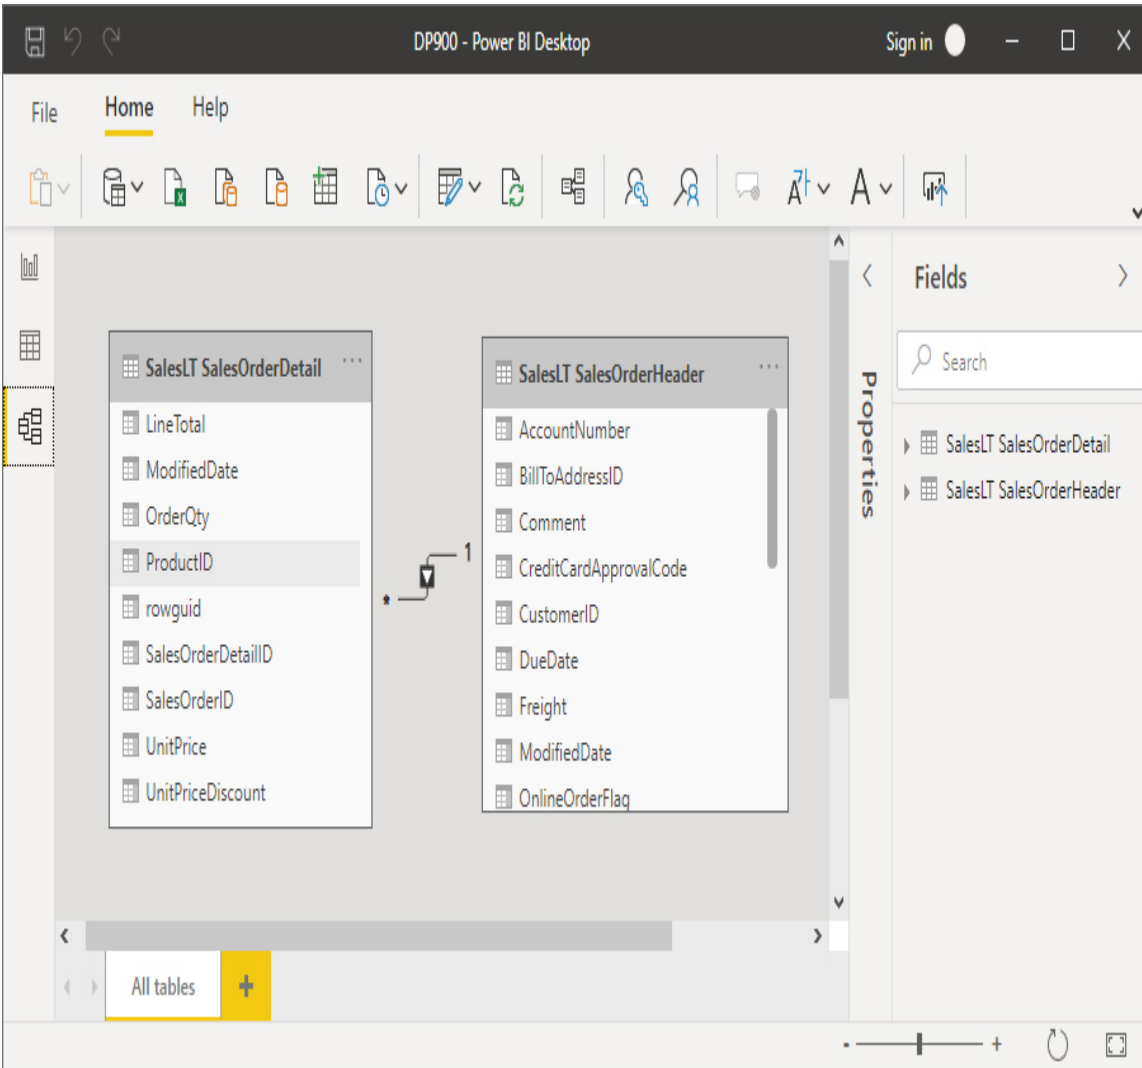 DP900 - Power BI Desktop
Sign in
File
Home
Help
Fields
Search
SalesLT SalesOrderDetail
SalesLT SalesOrderHeader
Properties
SalesLT SalesOrderDetail
LineTotal
ModifiedDate
OrderQty
ProductID
rowguid
SalesOrderDetailID
SalesOrderID
UnitPrice
UnitPriceDiscount
*
1
SalesLT SalesOrderHeader
AccountNumber
BillToAddressID
Comment
CreditCardApprovalCode
CustomerID
DueDate
Freight
ModifiedDate
OnlineOrderFlag
All tables
+
- +